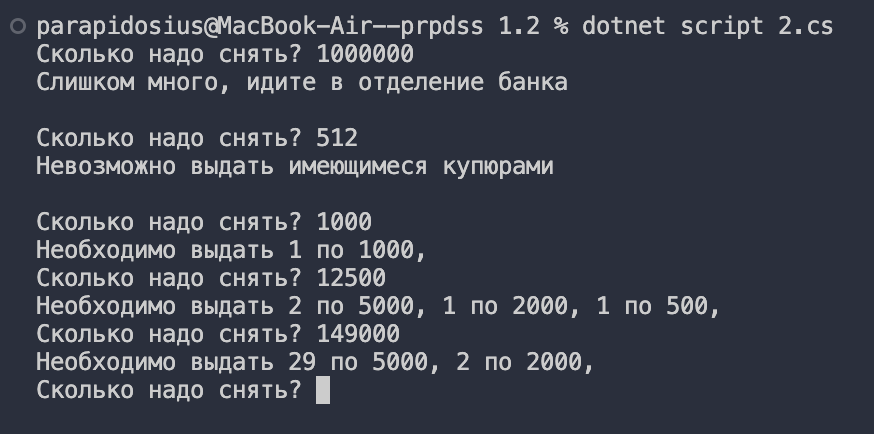 parapidosius@MacBook-Air--prpdss 1.2 % dotnet script 2.cs
Сколько надо снять? 1000000
Слишком много, идите в отделение банка
Сколько надо снять? 512
Невозможно выдать имеющимеся купюрами
Сколько надо снять? 1000
Необходимо выдать 1 по 1000,
Сколько надо снять? 12500
Необходимо выдать 2 по 5000, 1 по 2000, 1 по 500,
Сколько надо снять? 149000
Необходимо выдать 29 по 5000, 2 по 2000,
Сколько надо снять?